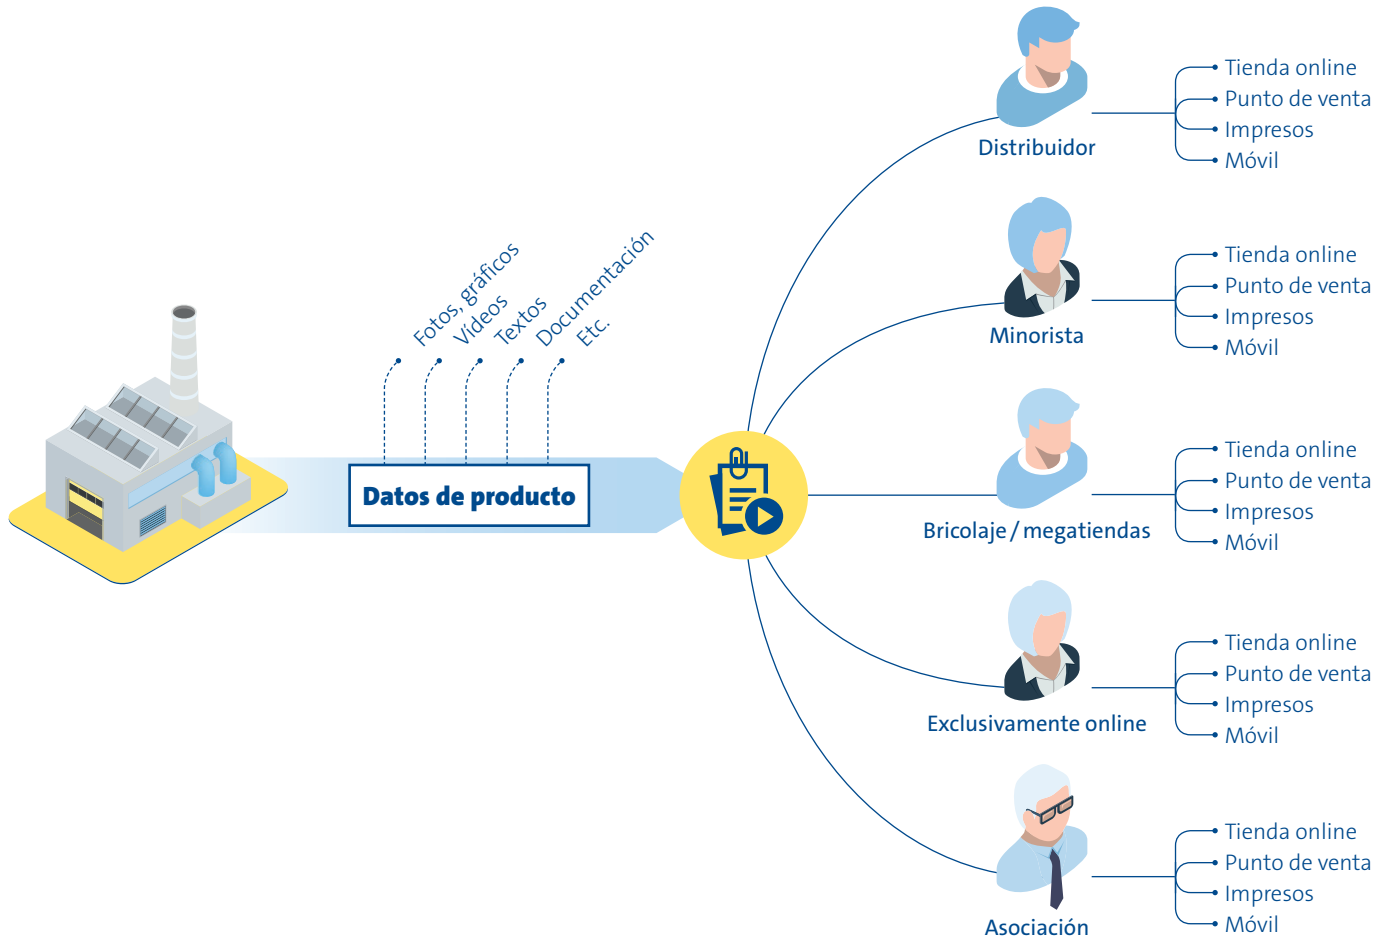 Fotos, gráficos
Vídeos
Textos
Documentación
Etc.
Datos de producto
Distribuidor
Tienda online
Punto de venta
Impresos
Móvil
Minorista
Tienda online
Punto de venta
Impresos
Móvil
Bricolaje / megatiendas
Tienda online
Punto de venta
Impresos
Móvil
Exclusivamente online
Tienda online
Punto de venta
Impresos
Móvil
Asociación
Tienda online
Punto de venta
Impresos
Móvil